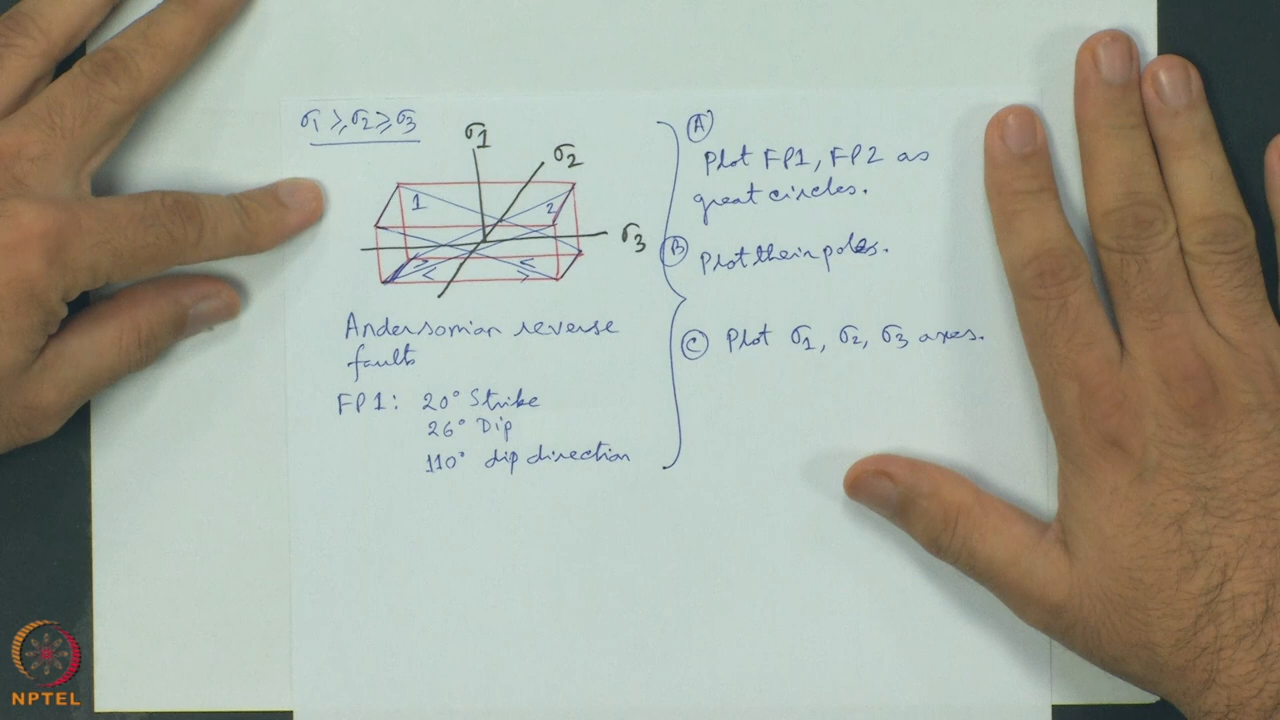 σ1 ≥, σ2 ≥ σ3
σ1
σ2
1
2
σ3
Andersonian reverse
fault
FP1: 20° Strike
26° Dip
110° dip direction
A
Plot FP1, FP2 as
great circles.
B Plot their poles.
C Plot σ1, σ2, σ3 axes.
NPTEL